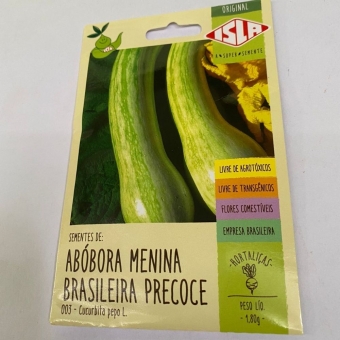 ORIGINAL
ISLA
A SUPER SEMENTE
LIVRE DE AGROTÓXICOS
LIVRE DE TRANSGÊNICOS
FLORES COMESTÍVEIS
EMPRESA BRASILEIRA
SEMENTES DE:
ABÓBORA MENINA
BRASILEIRA PRECOCE
003 - Cucurbita pepo L.
HORTALIÇAS
PESO LÍQ.
1,80g